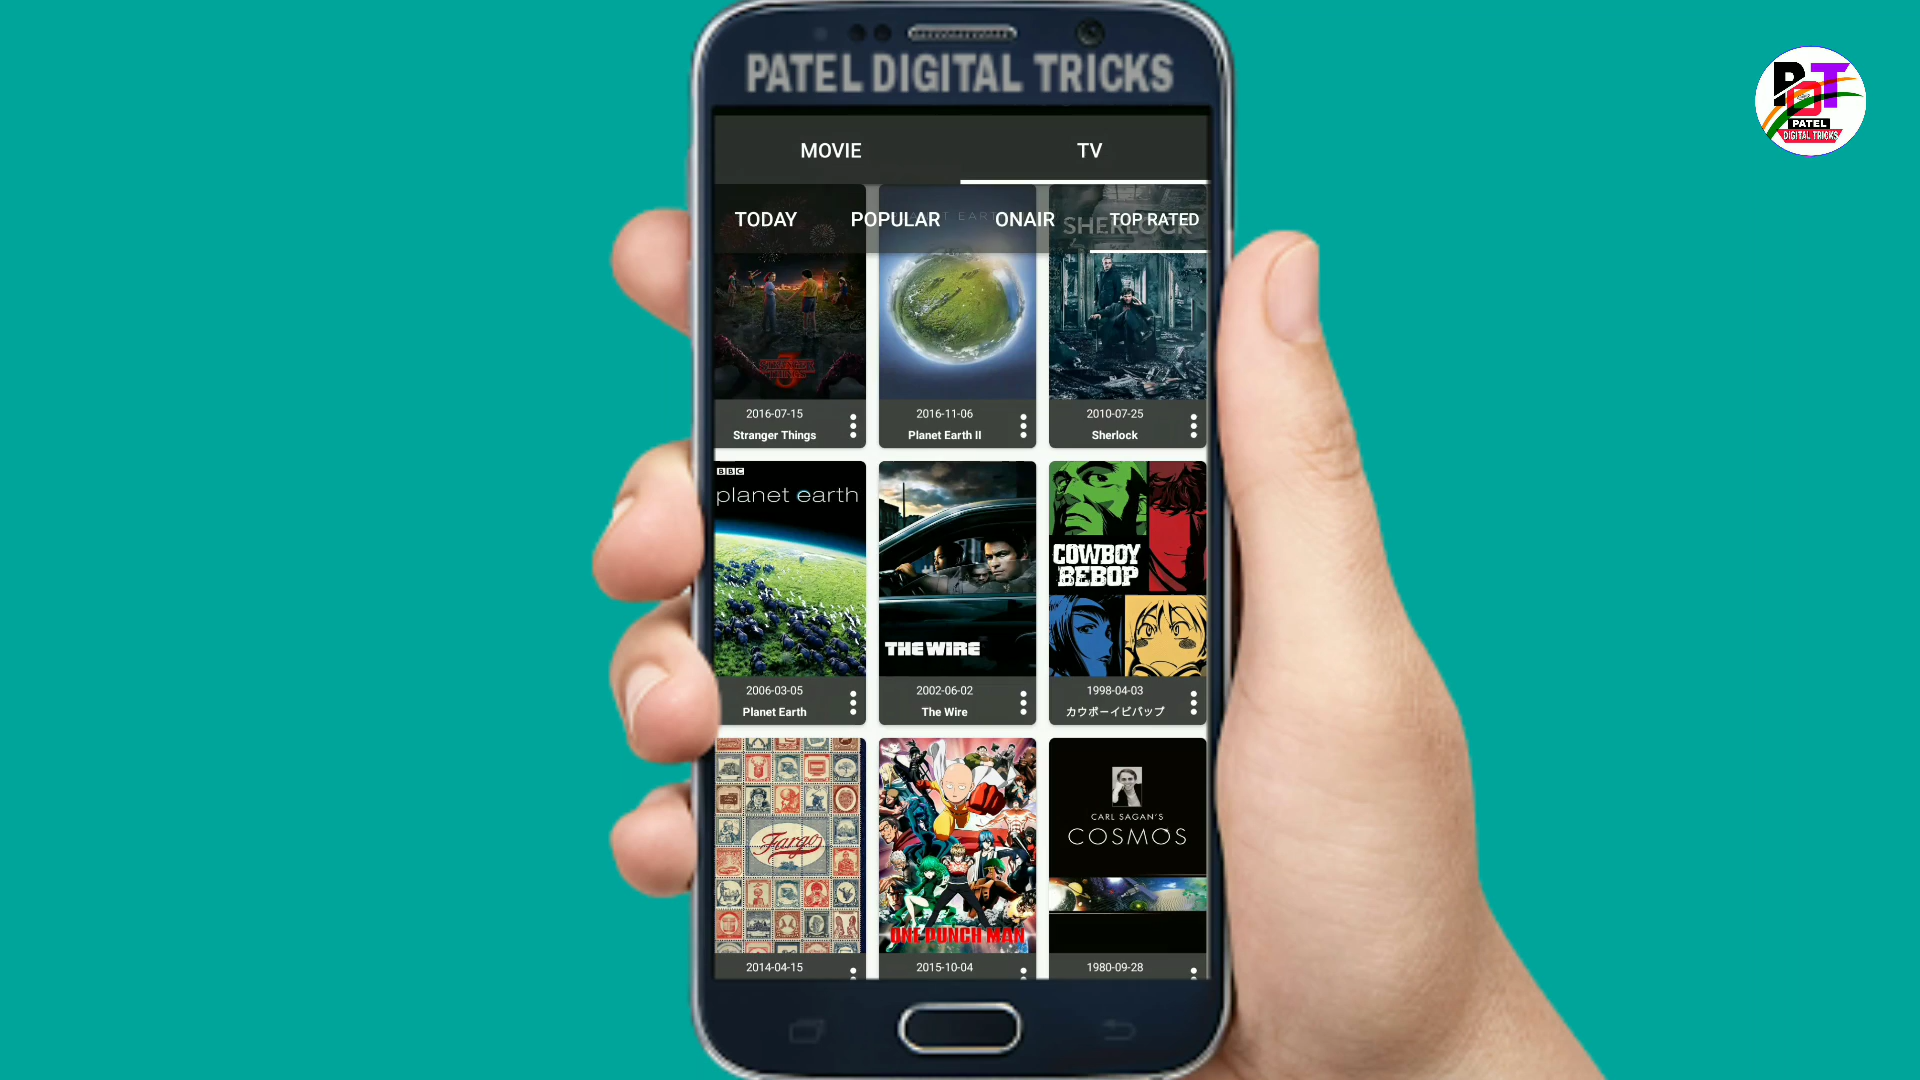 PATEL DIGITAL TRICKS
PDT
PATEL
DIGITAL TRICKS
MOVIE
TV
TODAY
POPULAR
ONAIR
TOP RATED
SHERLOCK
2016-07-15
Stranger Things
2016-11-06
Planet Earth II
2010-07-25
Sherlock
BBC
planet earth
THE WIRE
COWBOY
BEBOP
2006-03-05
Planet Earth
2002-06-02
The Wire
1998-04-03
カウボーイビバップ
Fargo
ONE PUNCH MAN
CARL SAGAN'S
COSMOS
2014-04-15
2015-10-04
1980-09-28